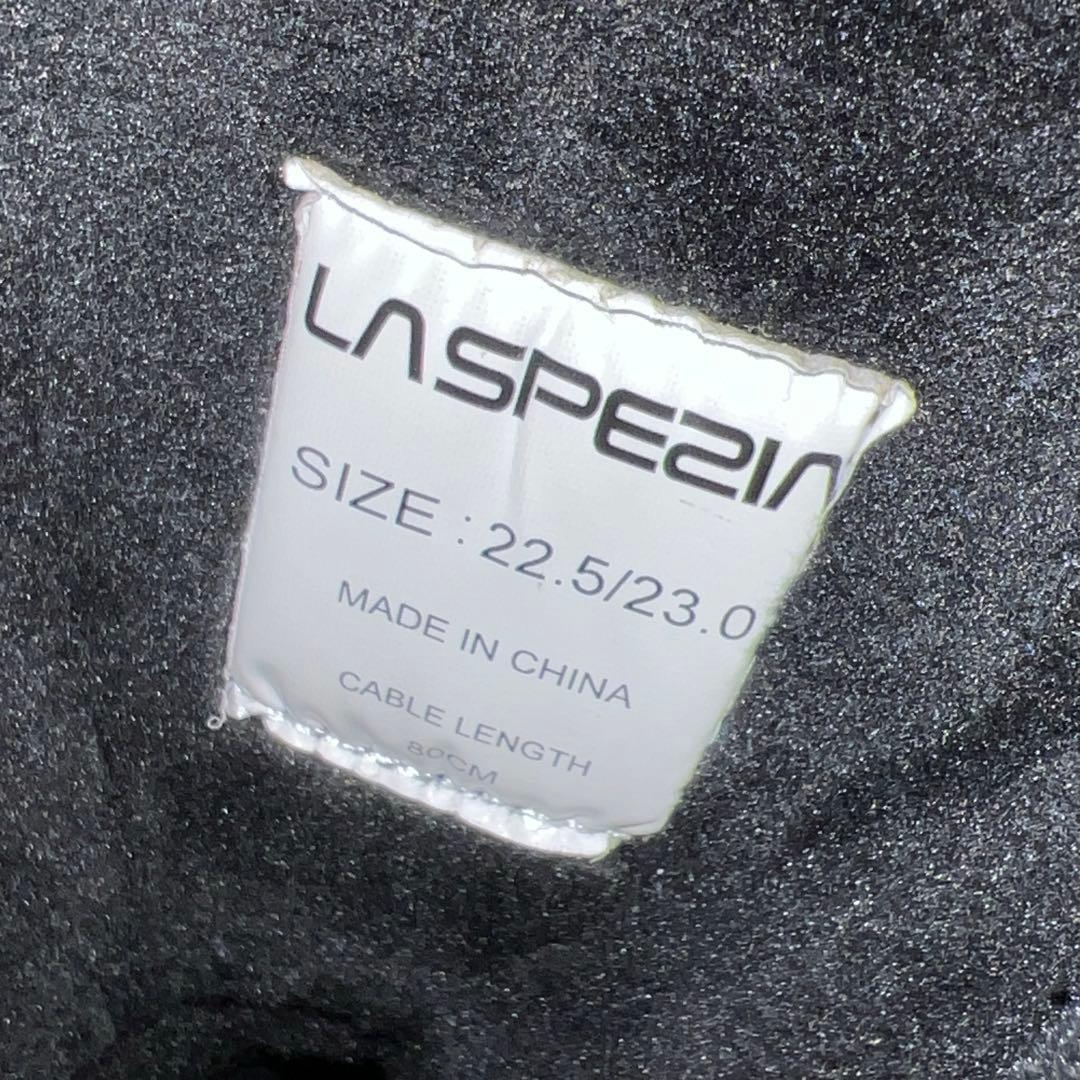 LASPEZIA
SIZE : 22.5/23.0
MADE IN CHINA
CABLE LENGTH
80CM